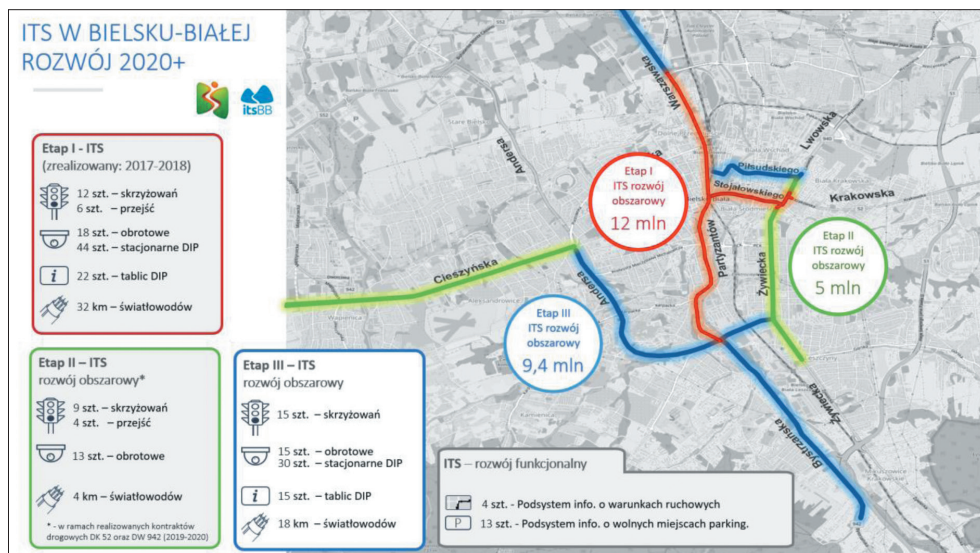 ITS W BIELSKU-BIAŁEJ
ROZWÓJ 2020+
itsBB
Etap I - ITS
(zrealizowany: 2017-2018)
12 szt. – skrzyżowań
6 szt. – przejść
18 szt. – obrotowe
44 szt. – stacjonarne DIP
i
22 szt. – tablic DIP
32 km – światłowodów
Etap II – ITS
rozwój obszarowy*
9 szt. – skrzyżowań
4 szt. – przejść
13 szt. – obrotowe
4 km – światłowodów
* - w ramach realizowanych kontraktów
drogowych DK 52 oraz DW 942 (2019-2020)
Etap III – ITS
rozwój obszarowy
15 szt. – skrzyżowań
15 szt. – obrotowe
30 szt. – stacjonarne DIP
i
15 szt. – tablic DIP
18 km – światłowodów
ITS – rozwój funkcjonalny
4 szt. - Podsystem info. o warunkach ruchowych
P
13 szt. - Podsystem info. o wolnych miejscach parking.
Etap I
ITS rozwój
obszarowy
12 mln
Etap II
ITS rozwój
obszarowy
5 mln
Etap III
ITS rozwój
obszarowy
9,4 mln
Warszawska
Andersa
Stare Bielsko
Piłsudskiego
Lwowska
Stojałowskiego
Krakowska
Partyzantów
Żywiecka
Cieszyńska
Andersa
Aleksandrowice
Wapienica
Kamienica
Żywiecka
Bystrzańska